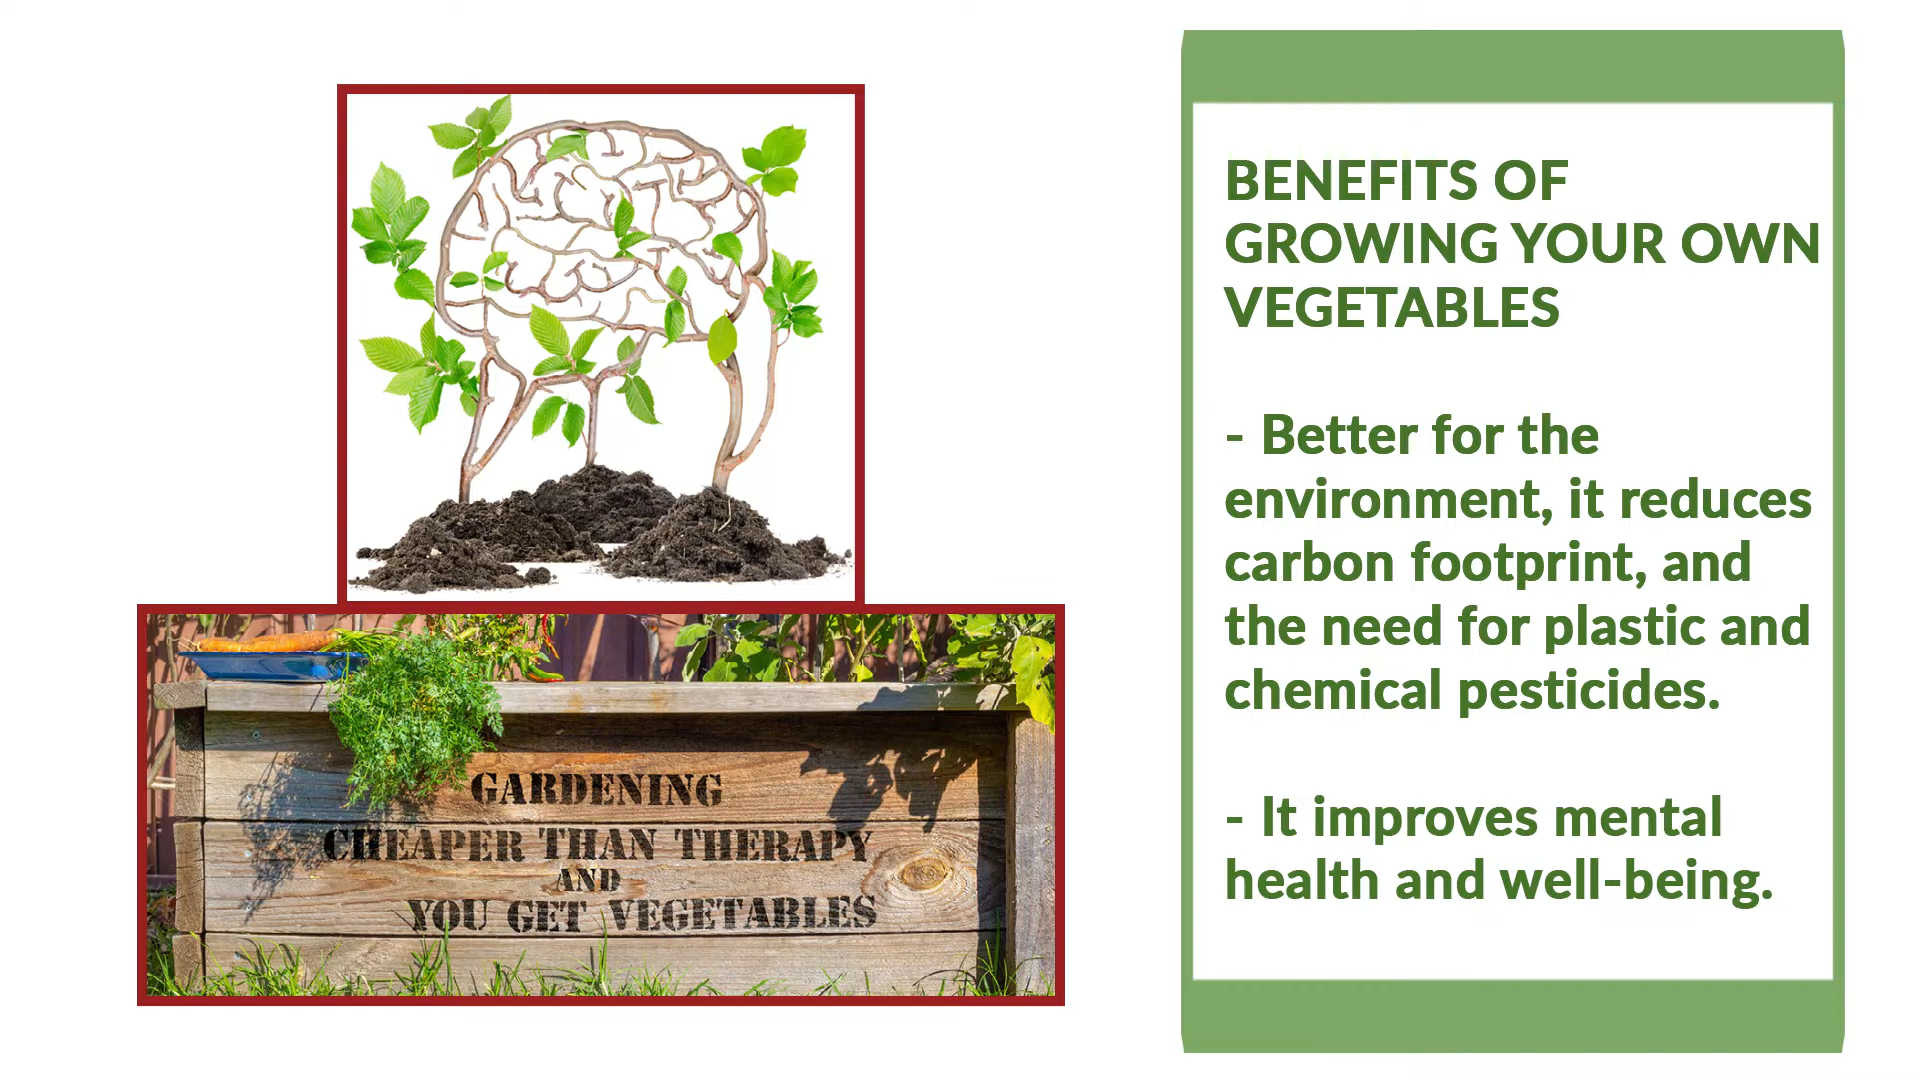 GARDENING
CHEAPER THAN THERAPY
AND
YOU GET VEGETABLES
BENEFITS OF
GROWING YOUR OWN
VEGETABLES
- Better for the
environment, it reduces
carbon footprint, and
the need for plastic and
chemical pesticides.
- It improves mental
health and well-being.